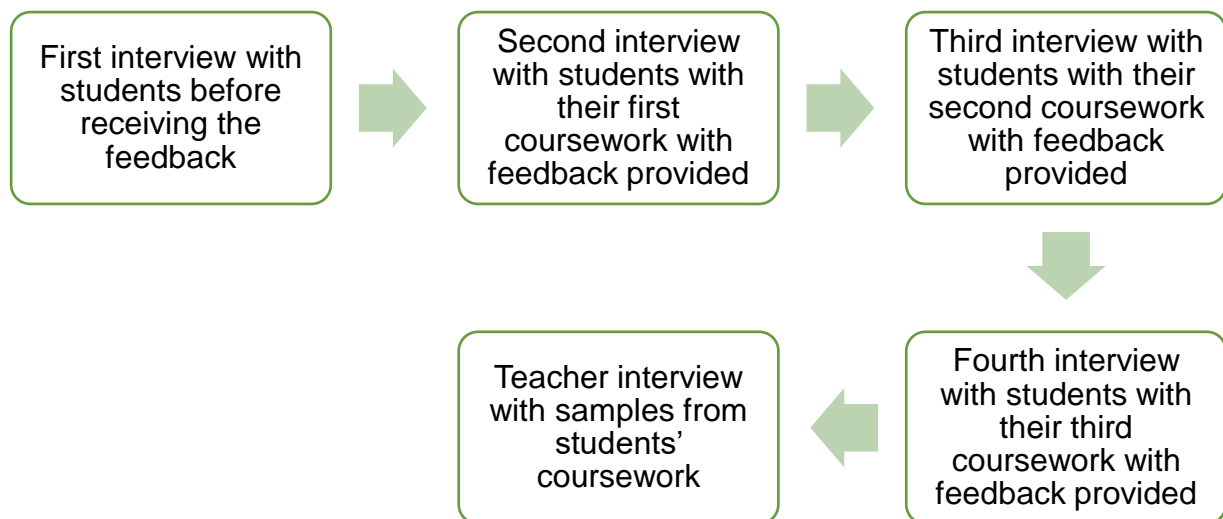 First interview with
students before
receiving the
feedback
Second interview
with students with
their first
coursework with
feedback provided
Third interview with
students with their
second coursework
with feedback
provided
Fourth interview
with students with
their third
coursework with
feedback provided
Teacher interview
with samples from
students’
coursework